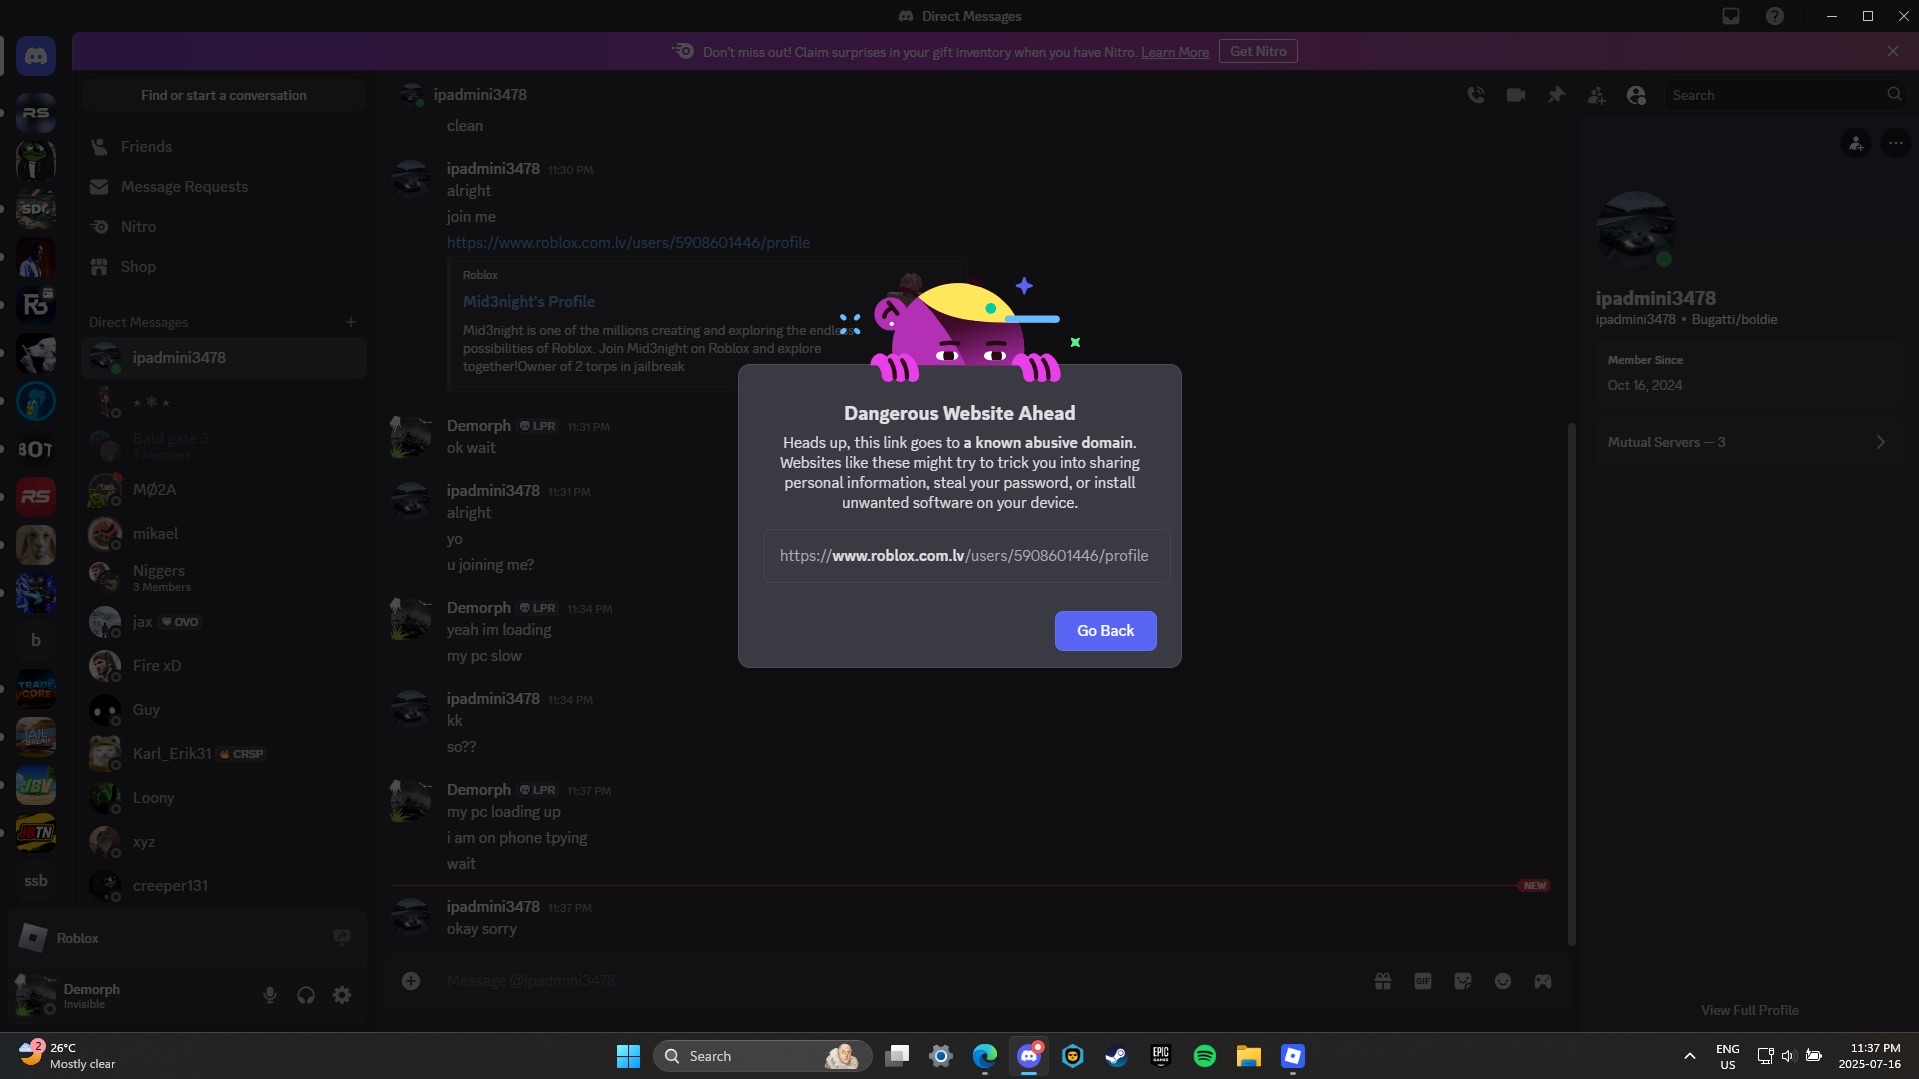 Direct Messages
Don't miss out! Claim surprises in your gift inventory when you have Nitro. Learn More
Get Nitro
Find or start a conversation
ipadmini3478
Search
RS
Friends
Message Requests
Nitro
Shop
Direct Messages
ipadmini3478
Bald gate 3
6 Members
MØ2A
mikael
Niggers
3 Members
jax
OVO
Fire xD
Guy
Karl_Erik31
CRSP
Loony
xyz
creeper131
SDC
BOT
RS
b
TRADE CORE
JAIL BREAK
JBV
JBTN
ssb
Roblox
Demorph
Invisible
clean
ipadmini3478 11:30 PM
alright
join me
https://www.roblox.com.lv/users/5908601446/profile
Roblox
Mid3night's Profile
Mid3night is one of the millions creating and exploring the endless
possibilities of Roblox. Join Mid3night on Roblox and explore
together!Owner of 2 torps in jailbreak
Demorph LPR 11:31 PM
ok wait
ipadmini3478 11:31 PM
alright
yo
u joining me?
Demorph LPR 11:34 PM
yeah im loading
my pc slow
ipadmini3478 11:34 PM
kk
so??
Demorph LPR 11:37 PM
my pc loading up
i am on phone tpying
wait
NEW
ipadmini3478 11:37 PM
okay sorry
Message @ipadmini3478
GIF
Dangerous Website Ahead
Heads up, this link goes to a known abusive domain.
Websites like these might try to trick you into sharing
personal information, steal your password, or install
unwanted software on your device.
https://www.roblox.com.lv/users/5908601446/profile
Go Back
ipadmini3478
ipadmini3478 • Bugatti/boldie
Member Since
Oct 16, 2024
Mutual Servers — 3
View Full Profile
2
26°C
Mostly clear
Search
EPIC GAMES
ENG
US
11:37 PM
2025-07-16